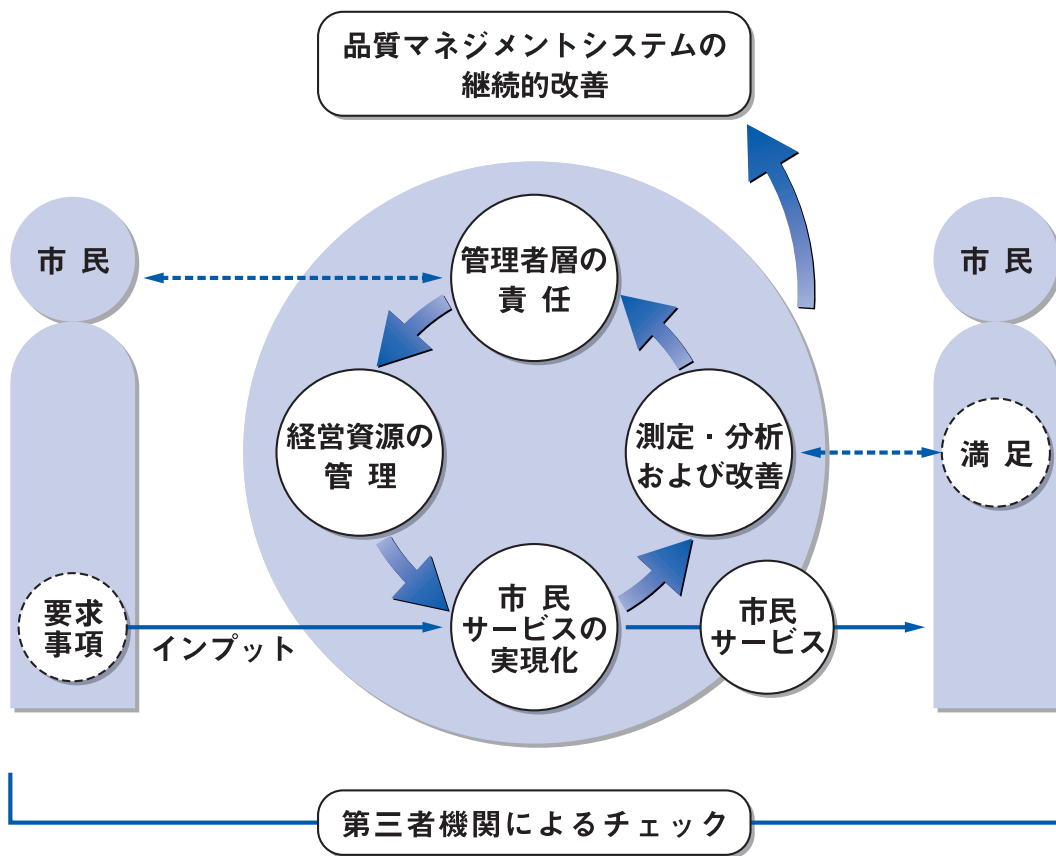 品質マネジメントシステムの
継続的改善
市民
管理者層の
責任
市民
経営資源の
管理
測定・分析
および改善
満足
要求
事項
インプット
市民
サービスの
実現化
市民
サービス
第三者機関によるチェック